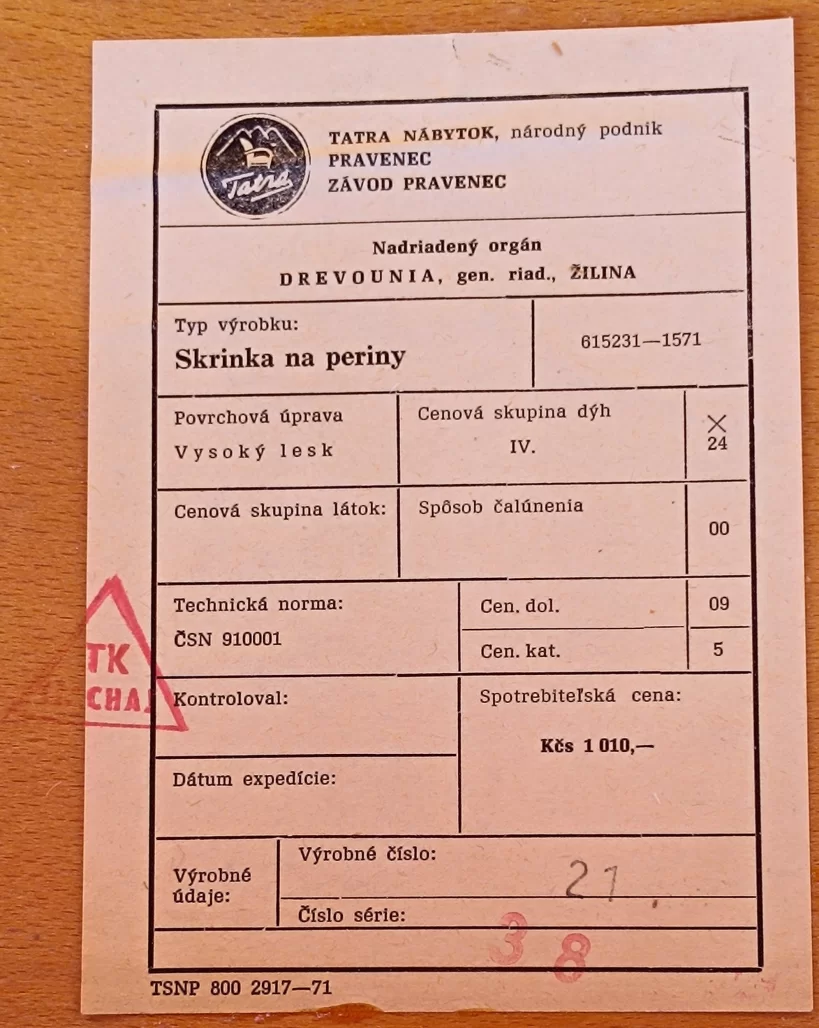 Tatra
TATRA NÁBYTOK, národný podnik
PRAVENEC
ZÁVOD PRAVENEC
Nadriadený orgán
DREVOUNIA, gen. riad., ŽILINA
Typ výrobku:
Skrinka na periny
615231—1571
Povrchová úprava
Vysoký lesk
Cenová skupina dýh
IV.
X
24
Cenová skupina látok:
Spôsob čalúnenia
00
Technická norma:
ČSN 910001
Cen. dol.
09
Cen. kat.
5
TK
Kontroloval:
Spotrebiteľská cena:
Kčs 1 010,—
Dátum expedície:
Výrobné
údaje:
Výrobné číslo:
21
Číslo série:
38
TSNP 800 2917—71